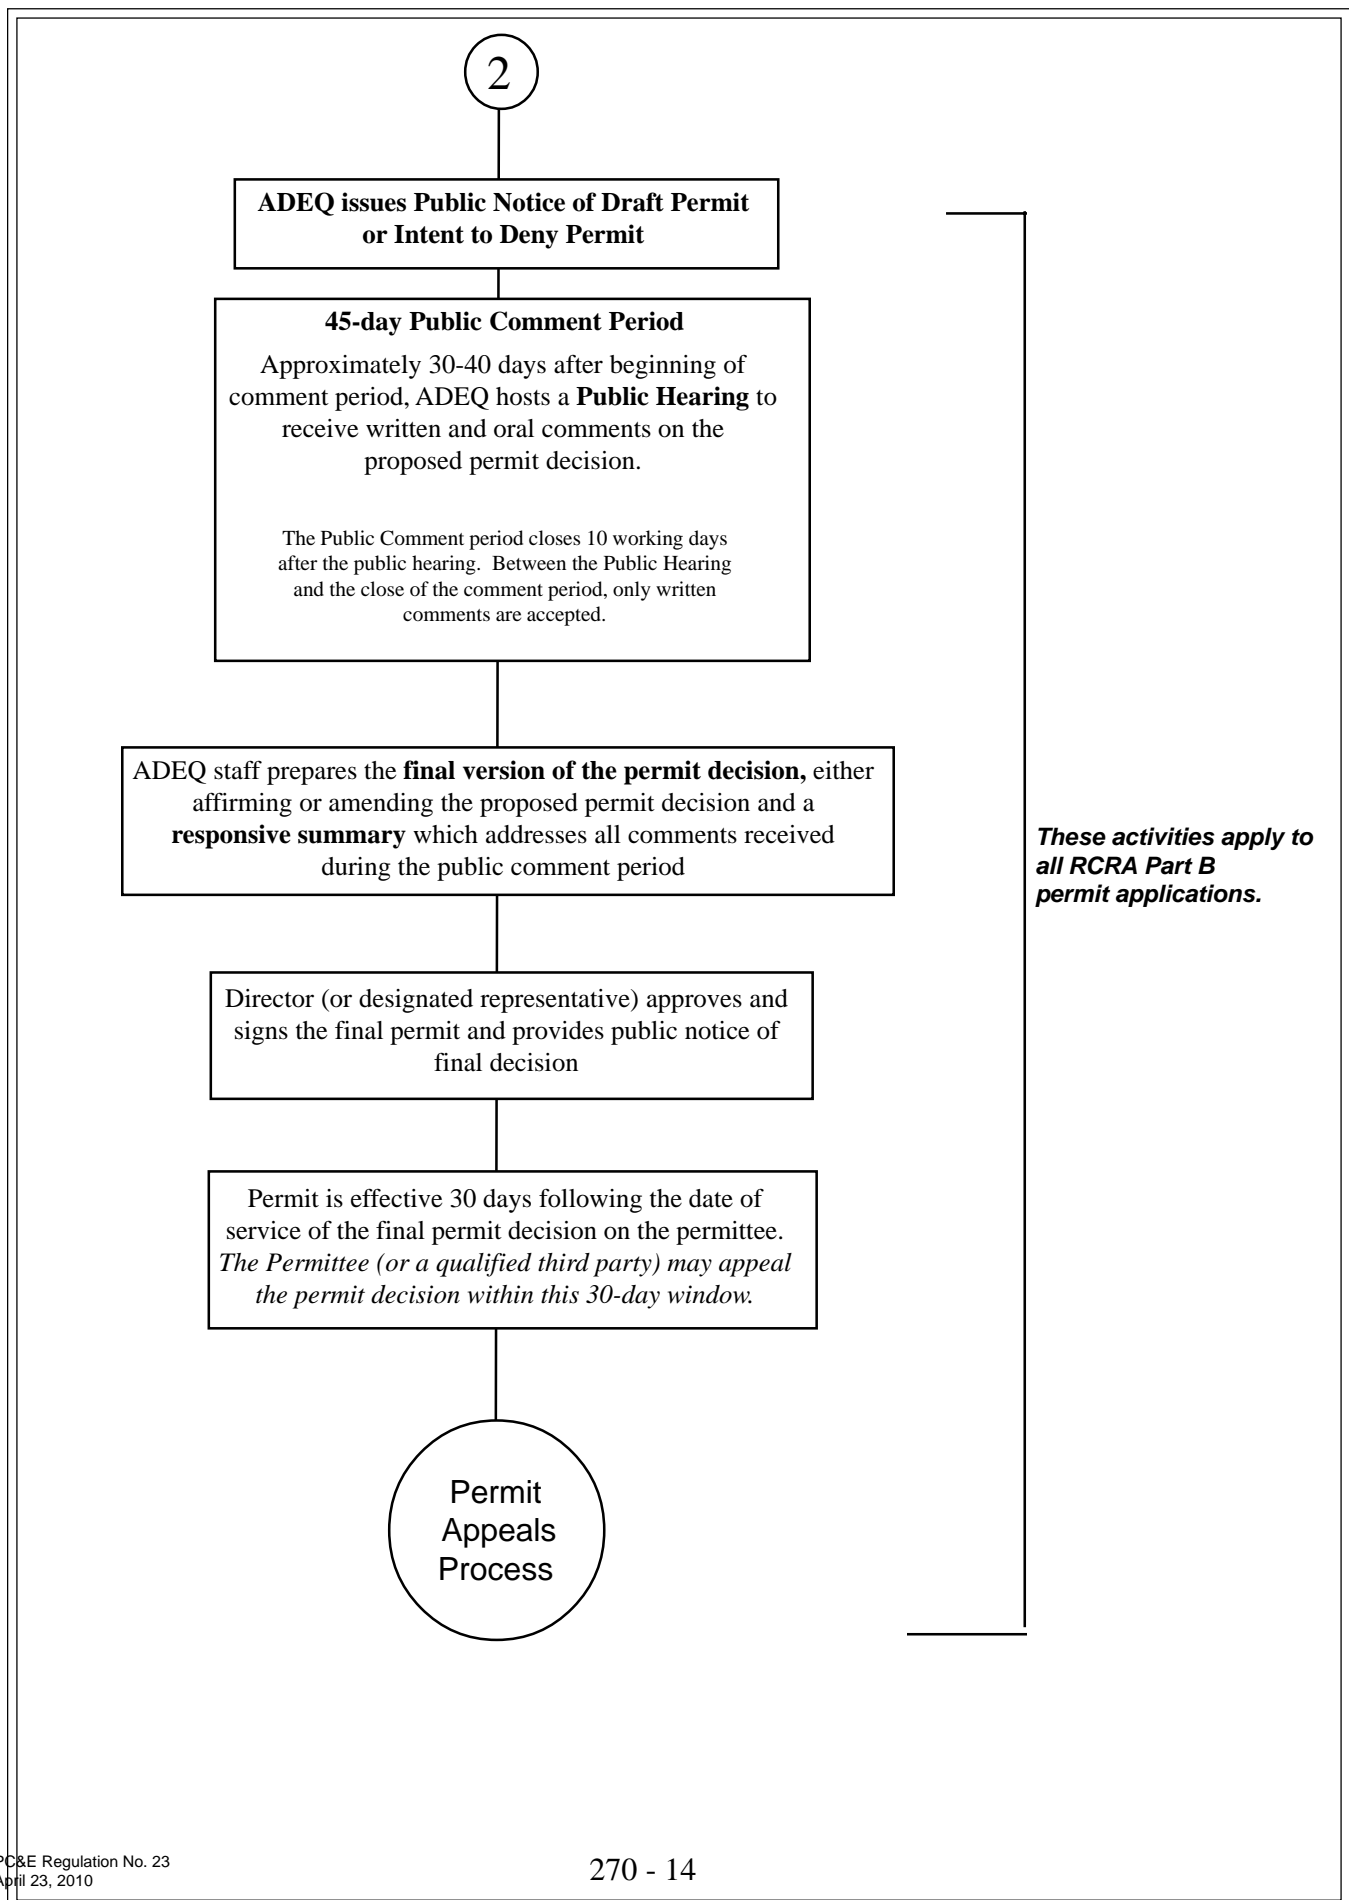 2
ADEQ issues Public Notice of Draft Permit
or Intent to Deny Permit
45-day Public Comment Period
Approximately 30-40 days after beginning of
comment period, ADEQ hosts a Public Hearing to
receive written and oral comments on the
proposed permit decision.
The Public Comment period closes 10 working days
after the public hearing.  Between the Public Hearing
and the close of the comment period, only written
comments are accepted.
ADEQ staff prepares the final version of the permit decision, either
affirming or amending the proposed permit decision and a
responsive summary which addresses all comments received
during the public comment period
These activities apply to
all RCRA Part B
permit applications.
Director (or designated representative) approves and
signs the final permit and provides public notice of
final decision
Permit is effective 30 days following the date of
service of the final permit decision on the permittee.
The Permittee (or a qualified third party) may appeal
the permit decision within this 30-day window.
Permit
Appeals
Process
PC&E Regulation No. 23
April 23, 2010
270 - 14